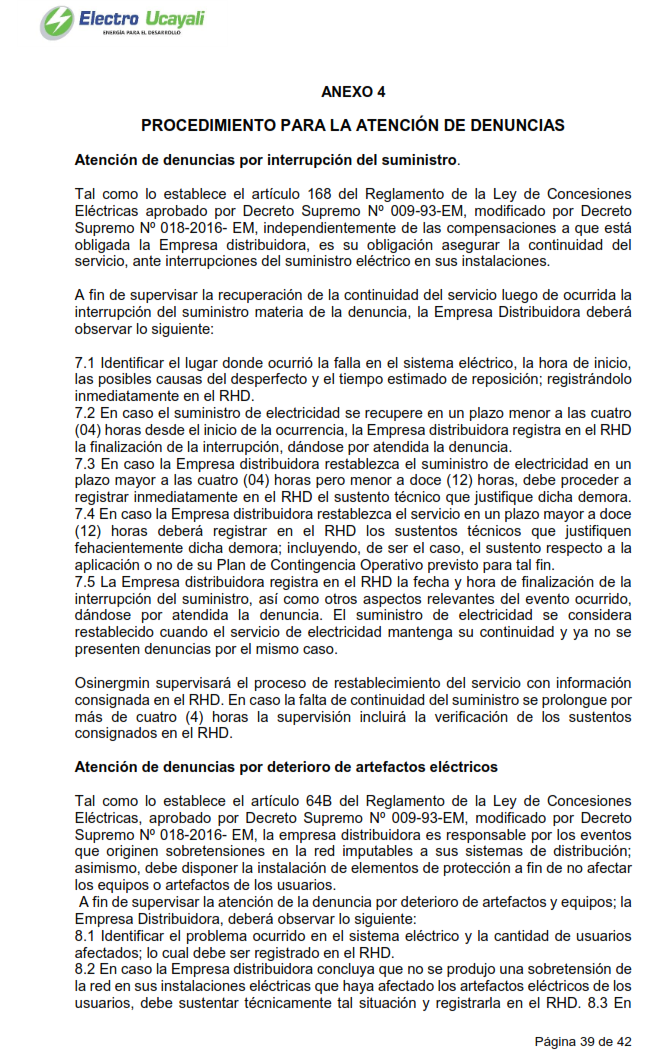 Electro Ucayali
ENERGÍA PARA EL DESARROLLO
ANEXO 4
PROCEDIMIENTO PARA LA ATENCIÓN DE DENUNCIAS
Atención de denuncias por interrupción del suministro.
Tal como lo establece el artículo 168 del Reglamento de la Ley de Concesiones
Eléctricas aprobado por Decreto Supremo Nº 009-93-EM, modificado por Decreto
Supremo Nº 018-2016- EM, independientemente de las compensaciones a que está
obligada la Empresa distribuidora, es su obligación asegurar la continuidad del
servicio, ante interrupciones del suministro eléctrico en sus instalaciones.
A fin de supervisar la recuperación de la continuidad del servicio luego de ocurrida la
interrupción del suministro materia de la denuncia, la Empresa Distribuidora deberá
observar lo siguiente:
7.1 Identificar el lugar donde ocurrió la falla en el sistema eléctrico, la hora de inicio,
las posibles causas del desperfecto y el tiempo estimado de reposición; registrándolo
inmediatamente en el RHD.
7.2 En caso el suministro de electricidad se recupere en un plazo menor a las cuatro
(04) horas desde el inicio de la ocurrencia, la Empresa distribuidora registra en el RHD
la finalización de la interrupción, dándose por atendida la denuncia.
7.3 En caso la Empresa distribuidora restablezca el suministro de electricidad en un
plazo mayor a las cuatro (04) horas pero menor a doce (12) horas, debe proceder a
registrar inmediatamente en el RHD el sustento técnico que justifique dicha demora.
7.4 En caso la Empresa distribuidora restablezca el servicio en un plazo mayor a doce
(12) horas deberá registrar en el RHD los sustentos técnicos que justifiquen
fehacientemente dicha demora; incluyendo, de ser el caso, el sustento respecto a la
aplicación o no de su Plan de Contingencia Operativo previsto para tal fin.
7.5 La Empresa distribuidora registra en el RHD la fecha y hora de finalización de la
interrupción del suministro, así como otros aspectos relevantes del evento ocurrido,
dándose por atendida la denuncia. El suministro de electricidad se considera
restablecido cuando el servicio de electricidad mantenga su continuidad y ya no se
presenten denuncias por el mismo caso.
Osinergmin supervisará el proceso de restablecimiento del servicio con información
consignada en el RHD. En caso la falta de continuidad del suministro se prolongue por
más de cuatro (4) horas la supervisión incluirá la verificación de los sustentos
consignados en el RHD.
Atención de denuncias por deterioro de artefactos eléctricos
Tal como lo establece el artículo 64B del Reglamento de la Ley de Concesiones
Eléctricas, aprobado por Decreto Supremo Nº 009-93-EM, modificado por Decreto
Supremo Nº 018-2016- EM, la empresa distribuidora es responsable por los eventos
que originen sobretensiones en la red imputables a sus sistemas de distribución;
asimismo, debe disponer la instalación de elementos de protección a fin de no afectar
los equipos o artefactos de los usuarios.
A fin de supervisar la atención de la denuncia por deterioro de artefactos y equipos; la
Empresa Distribuidora, deberá observar lo siguiente:
8.1 Identificar el problema ocurrido en el sistema eléctrico y la cantidad de usuarios
afectados; lo cual debe ser registrado en el RHD.
8.2 En caso la Empresa distribuidora concluya que no se produjo una sobretensión de
la red en sus instalaciones eléctricas que haya afectado los artefactos eléctricos de los
usuarios, debe sustentar técnicamente tal situación y registrarla en el RHD. 8.3 En
Página 39 de 42